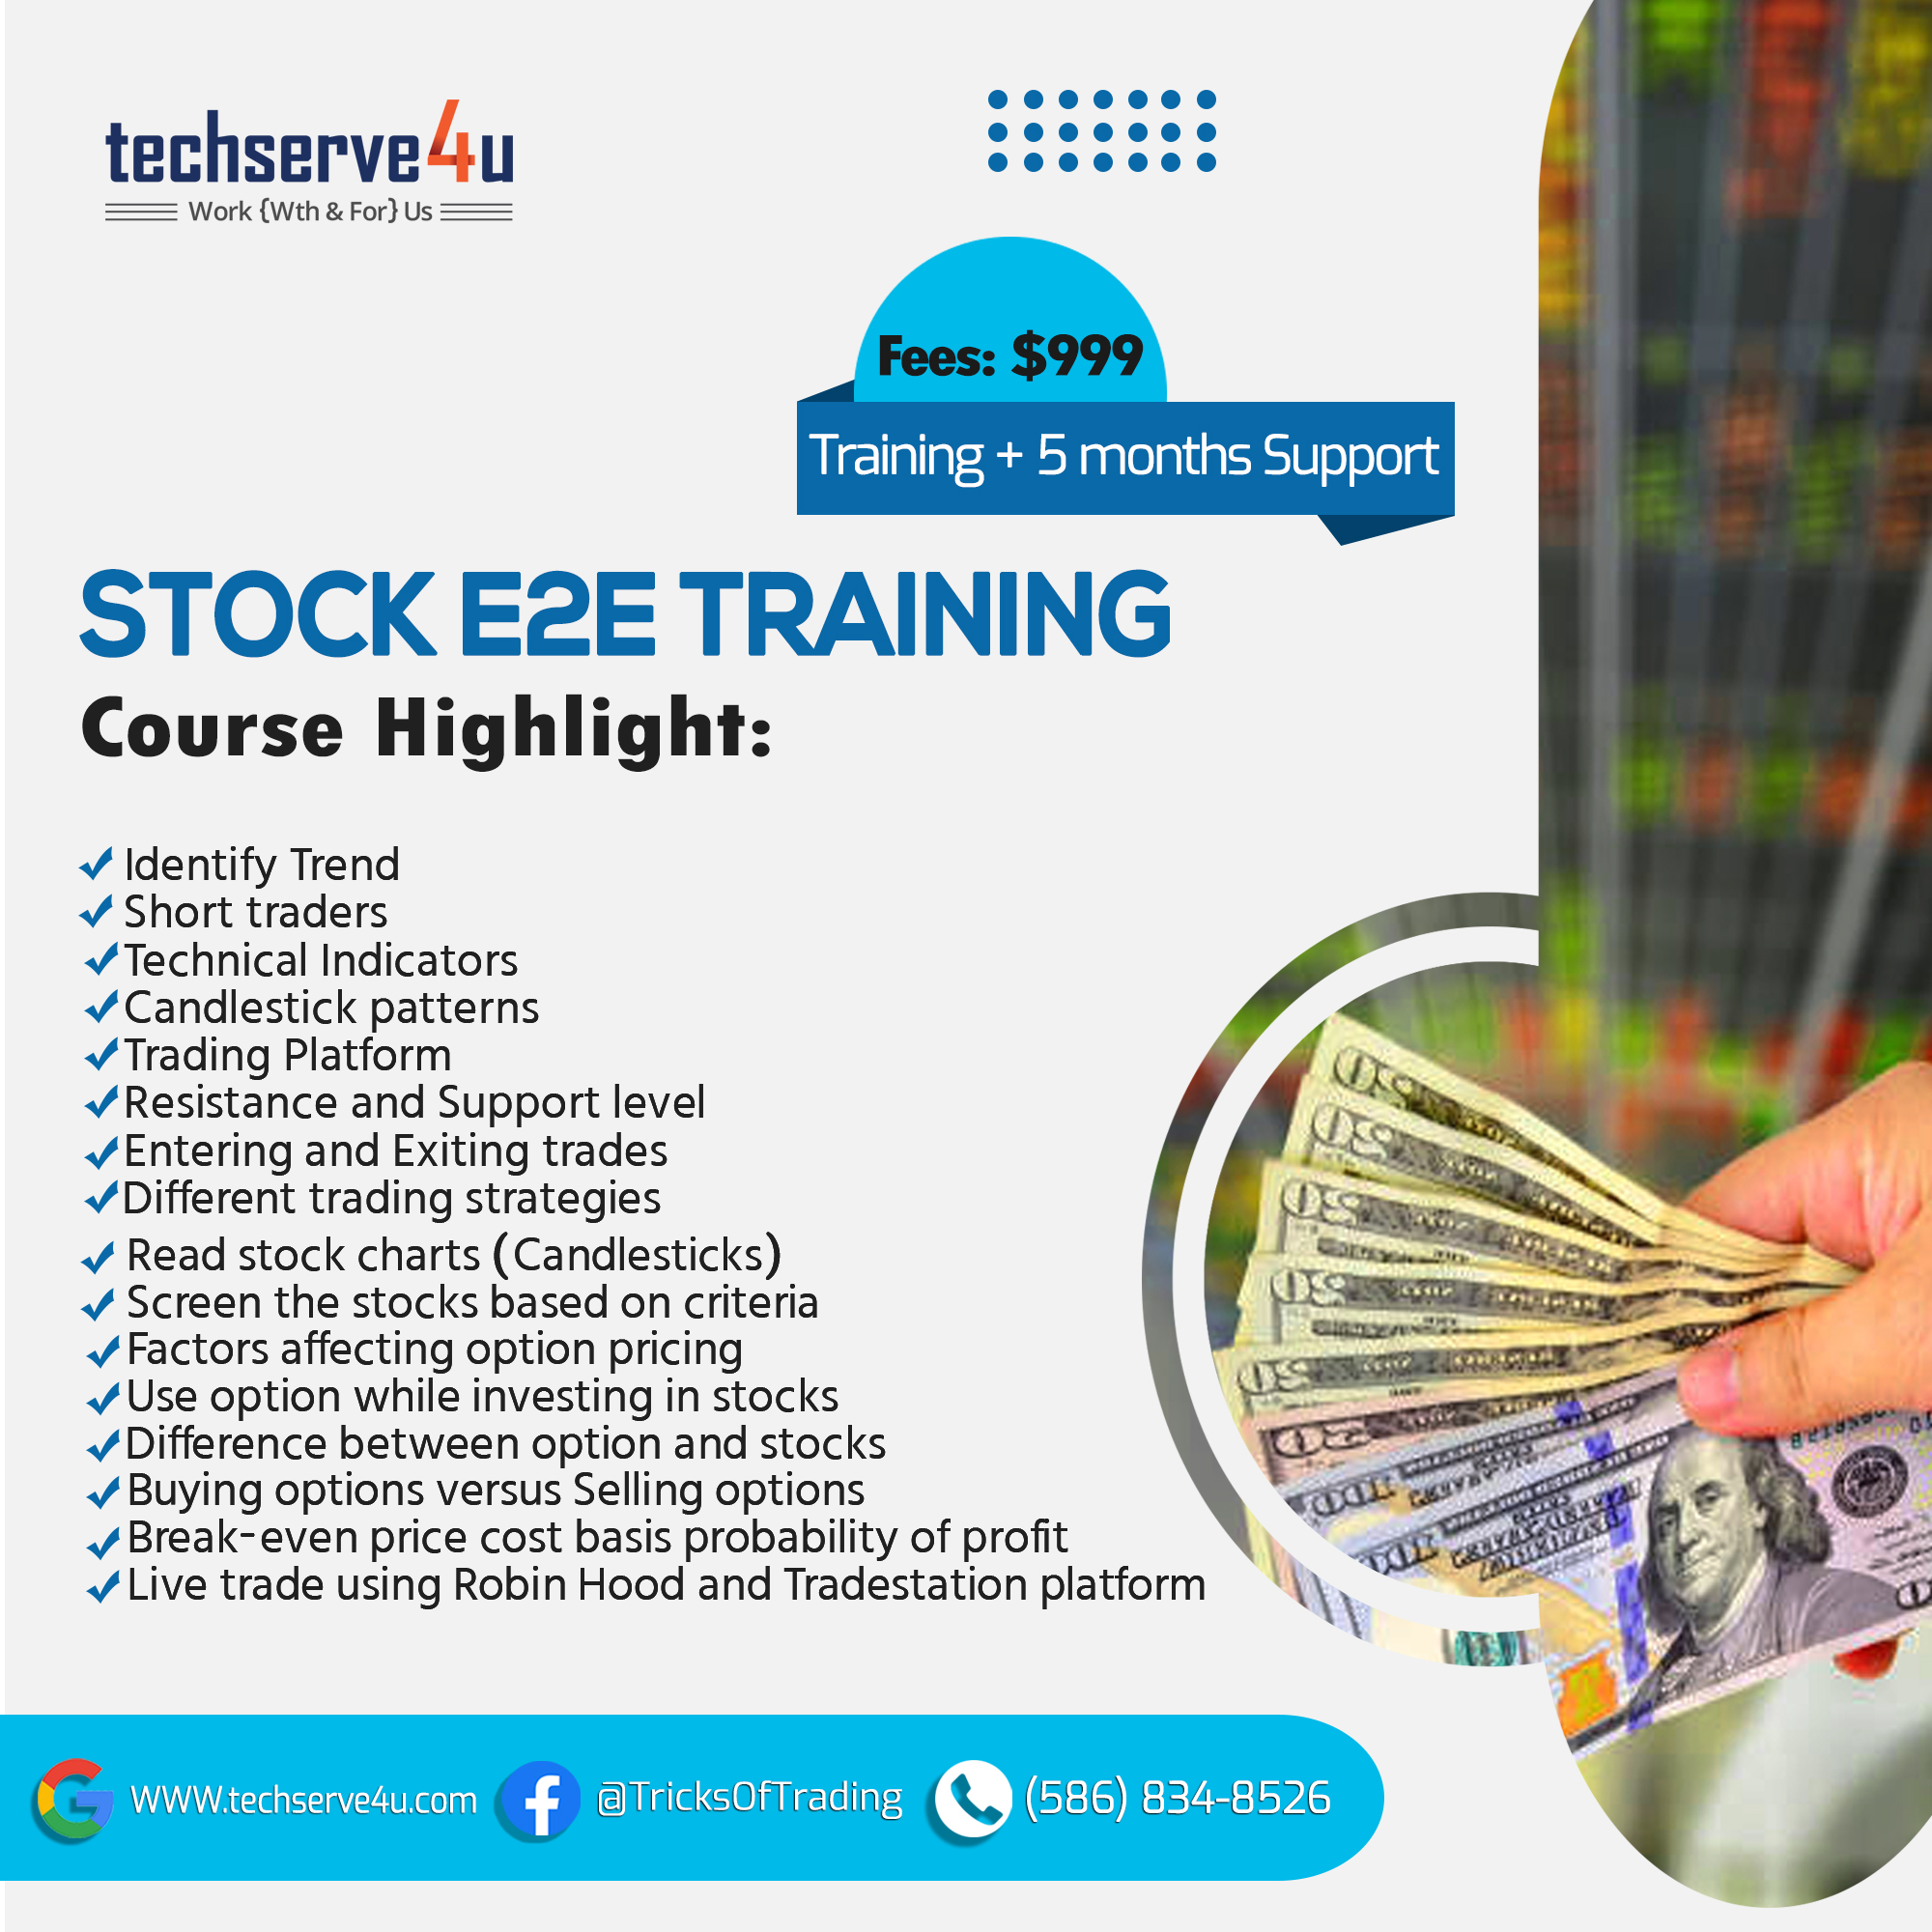 techserve4u
Work {Wth & For} Us
Fees: $999
Training + 5 months Support
STOCK E2E TRAINING
Course Highlight:
Identify Trend
Short traders
Technical Indicators
Candlestick patterns
Trading Platform
Resistance and Support level
Entering and Exiting trades
Different trading strategies
Read stock charts (Candlesticks)
Screen the stocks based on criteria
Factors affecting option pricing
Use option while investing in stocks
Difference between option and stocks
Buying options versus Selling options
Break-even price cost basis probability of profit
Live trade using Robin Hood and Tradestation platform
WWW.techserve4u.com
@TricksOfTrading
(586) 834-8526